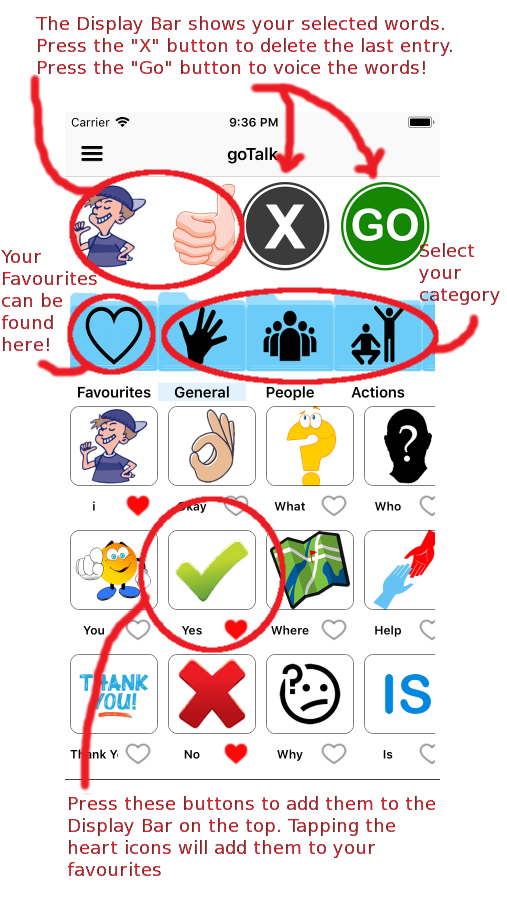 The Display Bar shows your selected words.
Press the "X" button to delete the last entry.
Press the "Go" button to voice the words!
Carrier 9:36 PM
goTalk
X GO
Your
Favourites
can be
found
here!
Select
your
category
Favourites General People Actions
?
i Okay What Who
You Yes Where Help
THANK
YOU!
?
IS
Thank Y No Why Is
Press these buttons to add them to the
Display Bar on the top. Tapping the
heart icons will add them to your
favourites